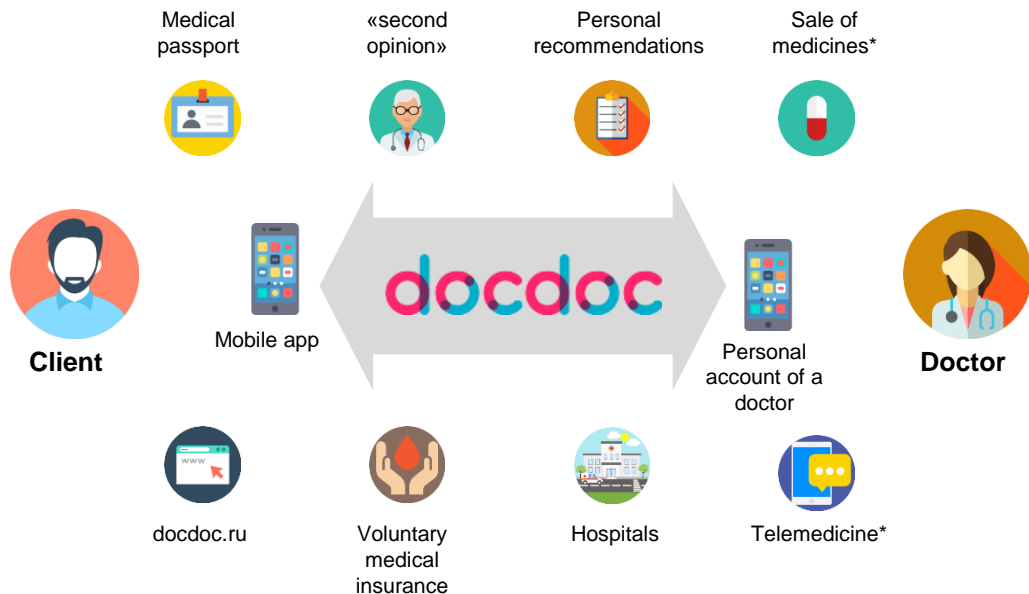 Medical
passport
«second
opinion»
Personal
recommendations
Sale of
medicines*
docdoc
Mobile app
Client
Personal
account of a
doctor
Doctor
www
docdoc.ru
Voluntary
medical
insurance
Hospitals
Telemedicine*